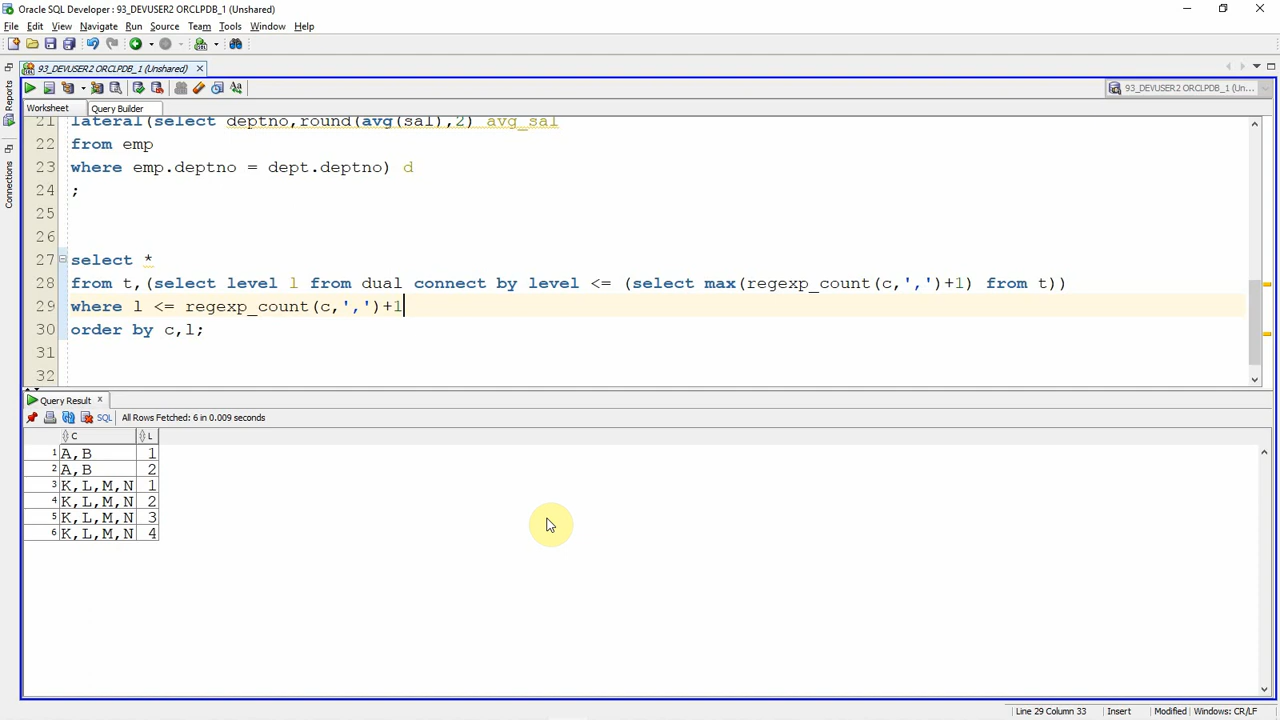 Oracle SQL Developer : 93_DEVUSER2 ORCLPDB_1 (Unshared)
File Edit View Navigate Run Source Team Tools Window Help
93_DEVUSER2 ORCLPDB_1 (Unshared)
93_DEVUSER2 ORCLPDB_1 (Un...
Worksheet Query Builder
Reports
Connections
21 lateral(select deptno,round(avg(sal),2) avg_sal
22 from emp
23 where emp.deptno = dept.deptno) d
24 ;
25
26
27 select *
28 from t,(select level l from dual connect by level <= (select max(regexp_count(c,',')+1) from t))
29 where l <= regexp_count(c,',')+1
30 order by c,l;
31
32
Query Result
SQL All Rows Fetched: 6 in 0.009 seconds
C L
1 A,B 1
2 A,B 2
3 K,L,M,N 1
4 K,L,M,N 2
5 K,L,M,N 3
6 K,L,M,N 4
Line 29 Column 33 Insert Modified Windows: CR/LF